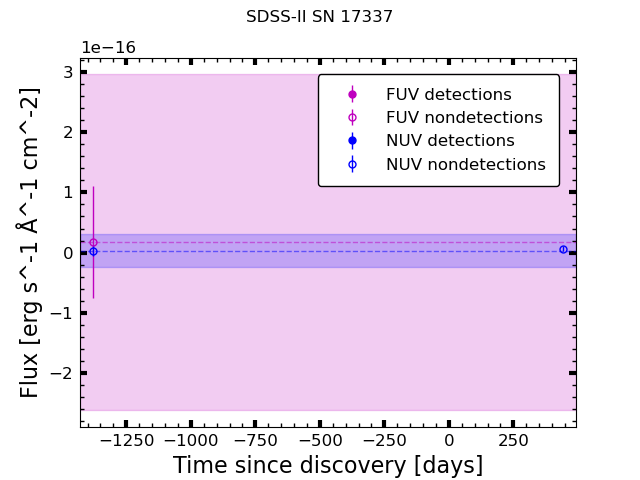 SDSS-II SN 17337
1e−16
3
2
1
0
−1
−2
Flux [erg s^-1 Å^-1 cm^-2]
FUV detections
FUV nondetections
NUV detections
NUV nondetections
−1250 −1000 −750 −500 −250 0 250
Time since discovery [days]